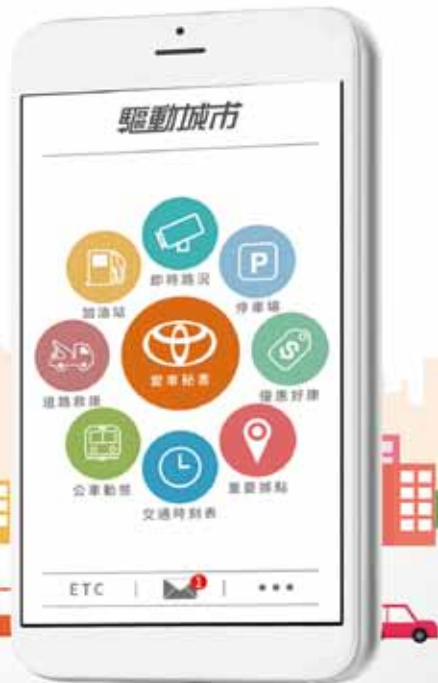 驅動城市
即時路況
加油站
P
停車場
愛車秘書
$
道路救援
優惠好康
公車動態
重要據點
交通時刻表
ETC
1
•••